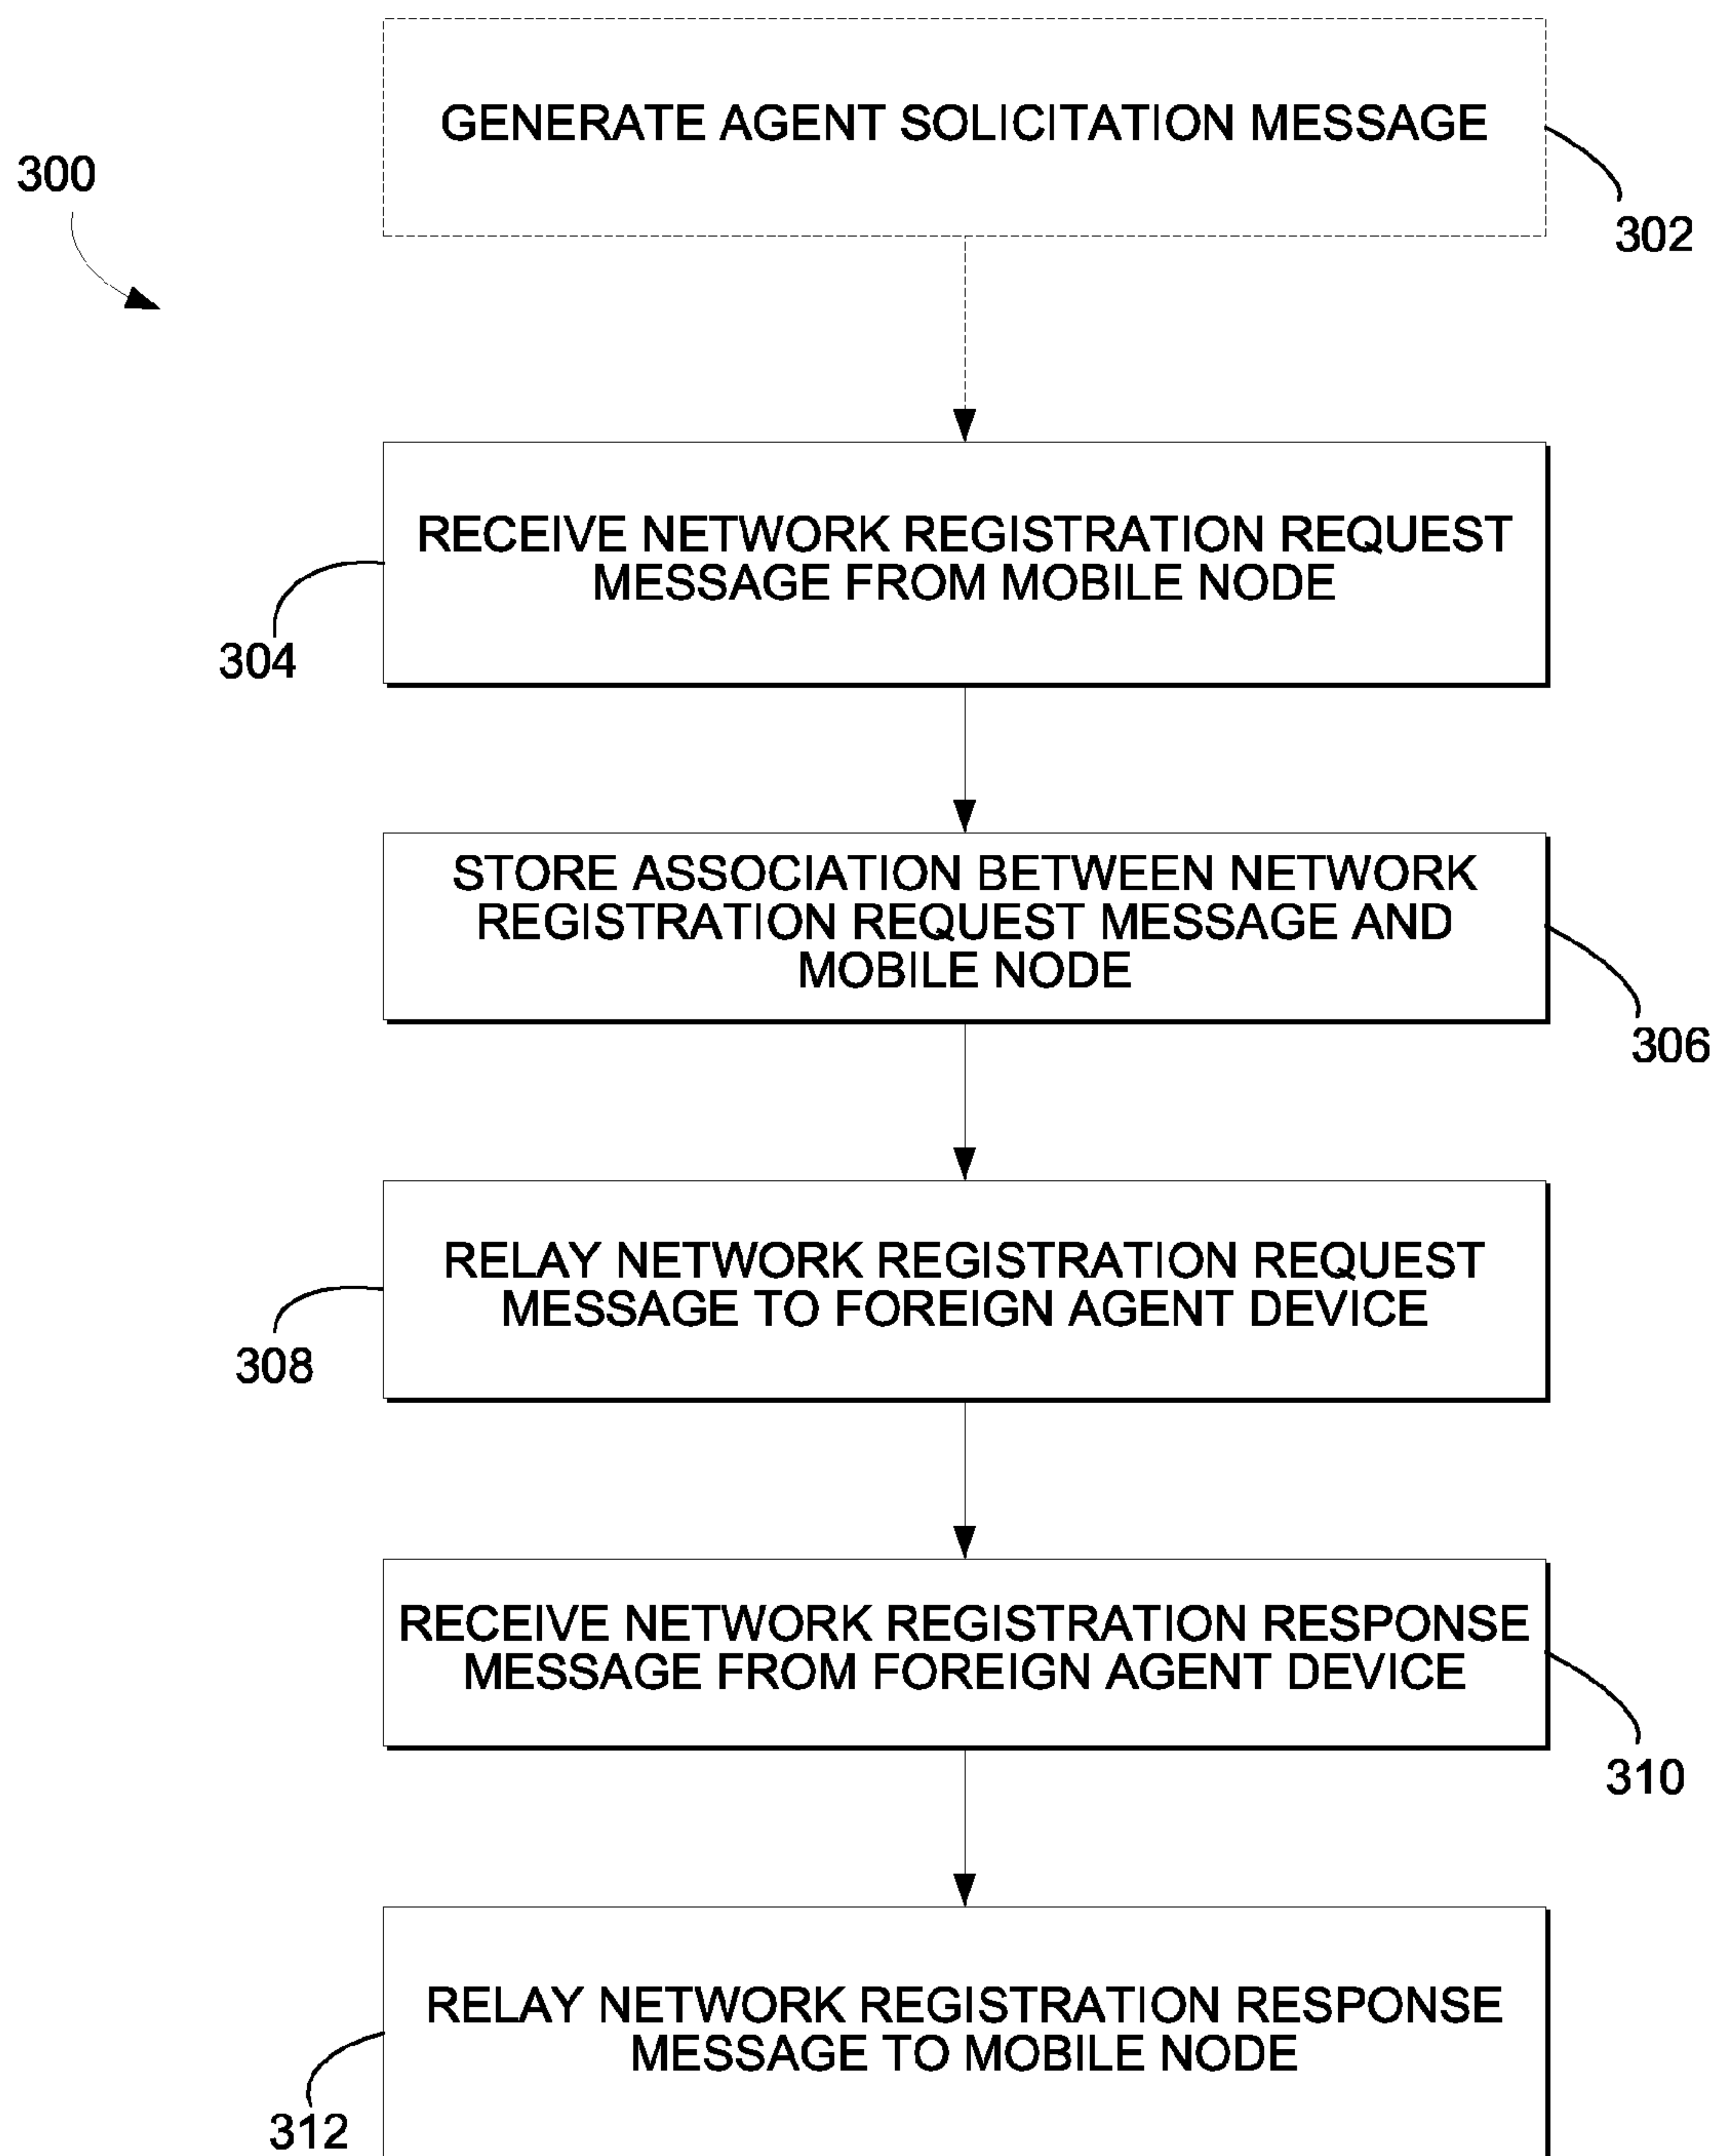 GENERATE AGENT SOLICITATION MESSAGE
300
302
RECEIVE NETWORK REGISTRATION REQUEST
MESSAGE FROM MOBILE NODE
304
STORE ASSOCIATION BETWEEN NETWORK
REGISTRATION REQUEST MESSAGE AND
MOBILE NODE
306
RELAY NETWORK REGISTRATION REQUEST
MESSAGE TO FOREIGN AGENT DEVICE
308
RECEIVE NETWORK REGISTRATION RESPONSE
MESSAGE FROM FOREIGN AGENT DEVICE
310
RELAY NETWORK REGISTRATION RESPONSE
MESSAGE TO MOBILE NODE
312